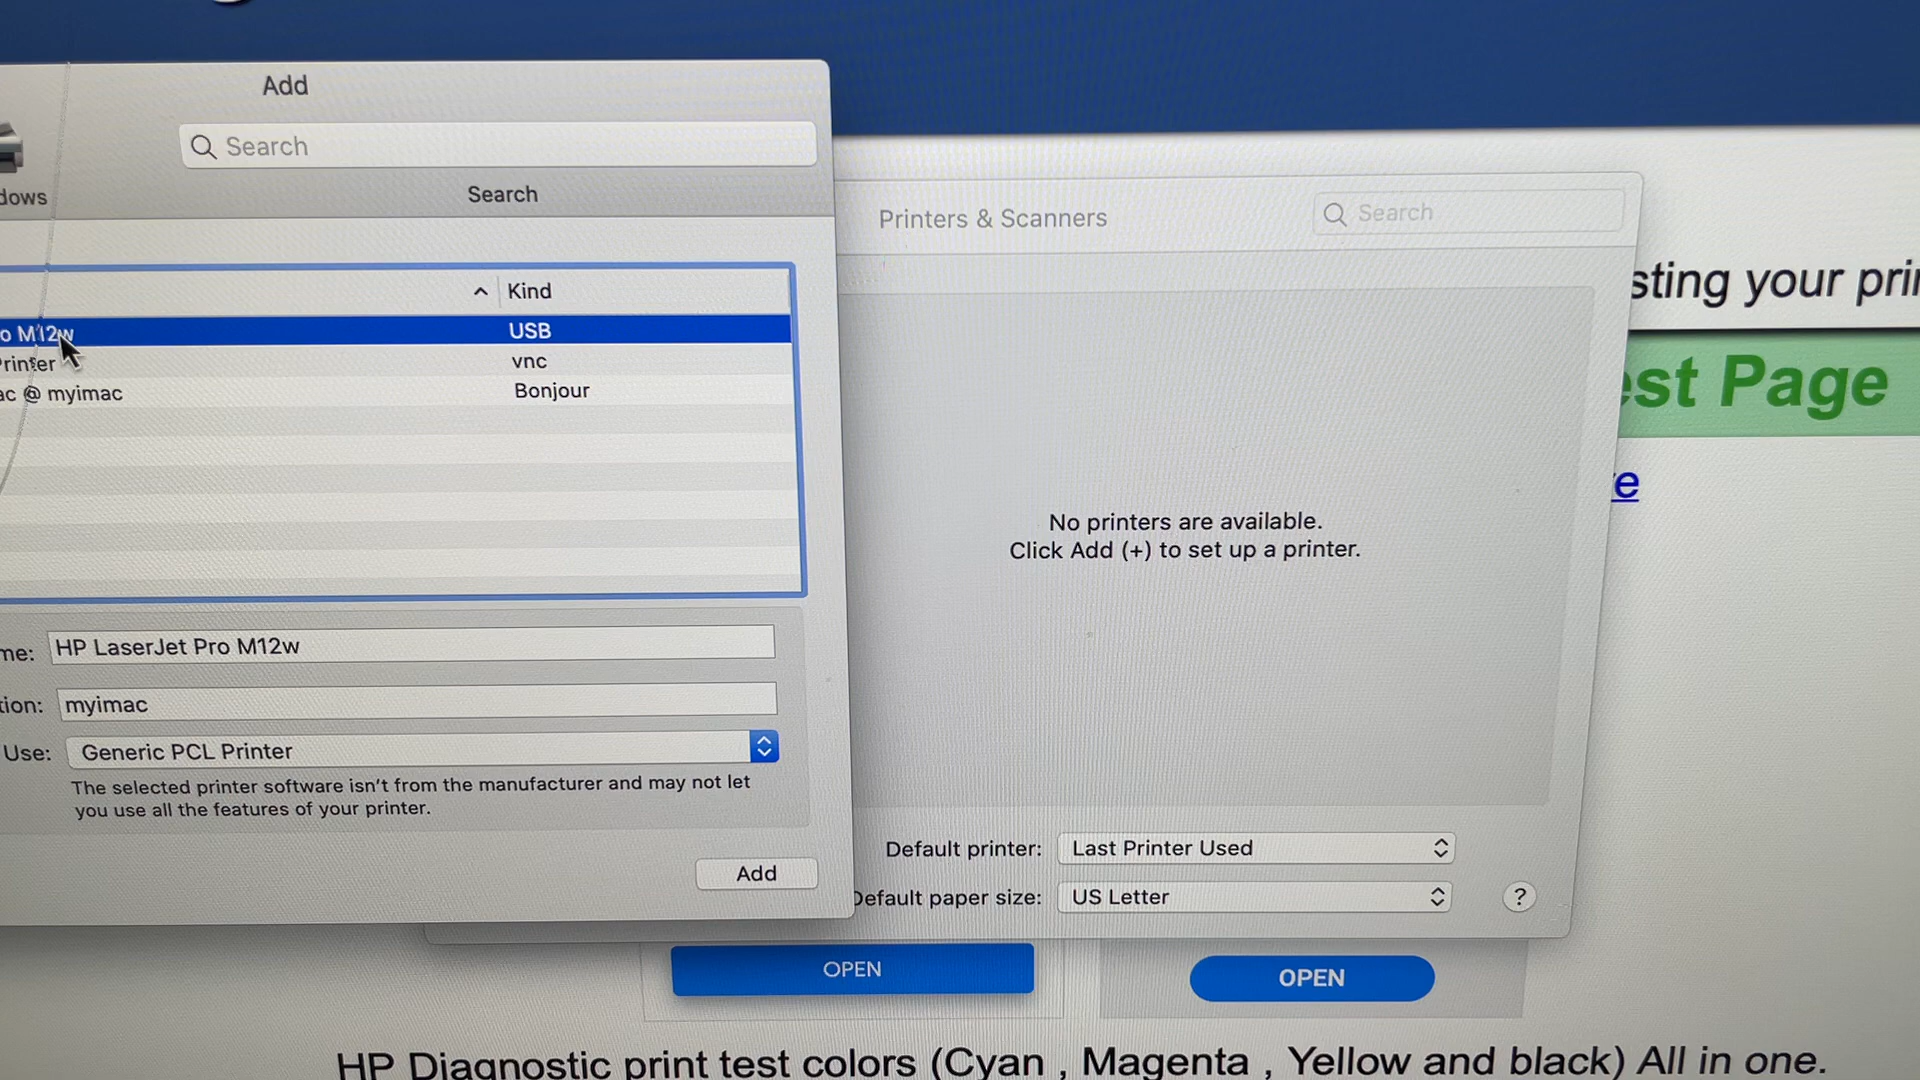 Add
Search
dows
Search
Printers & Scanners
Search
Kind
o M12w
USB
Printer
vnc
ac @ myimac
Bonjour
sting your prin
est Page
e
No printers are available.
Click Add (+) to set up a printer.
me: HP LaserJet Pro M12w
tion: myimac
Use: Generic PCL Printer
The selected printer software isn't from the manufacturer and may not let
you use all the features of your printer.
Add
Default printer: Last Printer Used
Default paper size: US Letter
?
OPEN
OPEN
HP Diagnostic print test colors (Cyan , Magenta , Yellow and black) All in one.